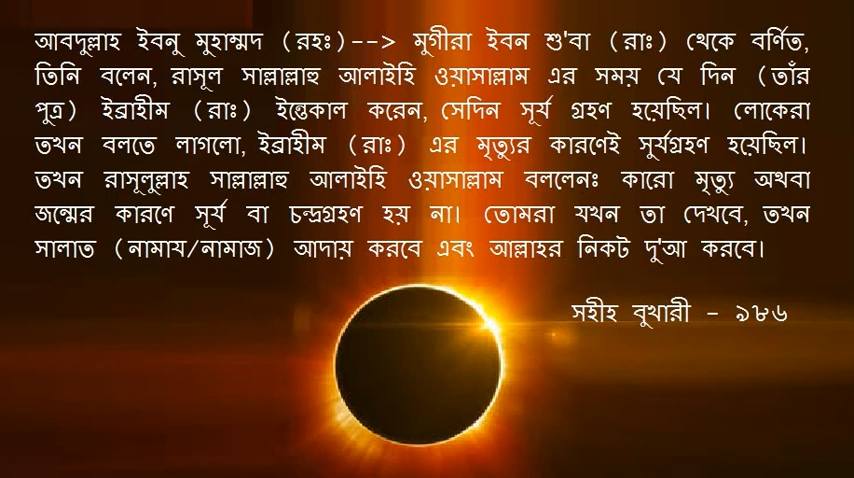 আবদুল্লাহ ইবনু মুহাম্মদ (রহঃ)--> মুগীরা ইবন শু'বা (রাঃ) থেকে বর্ণিত,
তিনি বলেন, রাসূল সাল্লাল্লাহু আলাইহি ওয়াসাল্লাম এর সময় যে দিন (তাঁর
পুত্র) ইব্রাহীম (রাঃ) ইন্তেকাল করেন, সেদিন সূর্য গ্রহণ হয়েছিল। লোকেরা
তখন বলতে লাগলো, ইব্রাহীম (রাঃ) এর মৃত্যুর কারণেই সুর্যগ্রহণ হয়েছিল।
তখন রাসূলুল্লাহ সাল্লাল্লাহু আলাইহি ওয়াসাল্লাম বললেনঃ কারো মৃত্যু অথবা
জন্মের কারণে সূর্য বা চন্দ্রগ্রহণ হয় না। তোমরা যখন তা দেখবে, তখন
সালাত (নামায/নামাজ) আদায় করবে এবং আল্লাহর নিকট দু'আ করবে।
সহীহ বুখারী - ৯৮৬